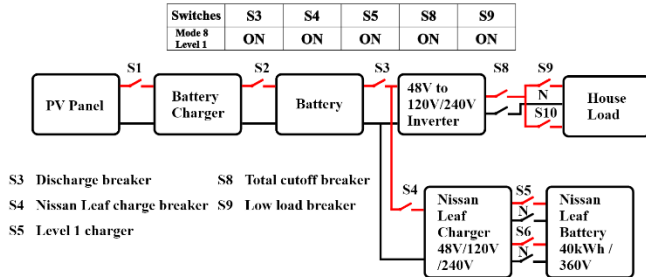 Switches S3 S4 S5 S8 S9
Mode 8 Level 1 ON ON ON ON ON
S1 S2 S3 S8 S9
PV Panel
Battery
Charger
Battery
48V to
120V/240V
Inverter
N
S10
House
Load
S3 Discharge breaker
S4 Nissan Leaf charge breaker
S5 Level 1 charger
S8 Total cutoff breaker
S9 Low load breaker
S4
Nissan
Leaf
Charger
48V/120V
/240V
S5
N
S6
N
Nissan
Leaf
Battery
40kWh /
360V